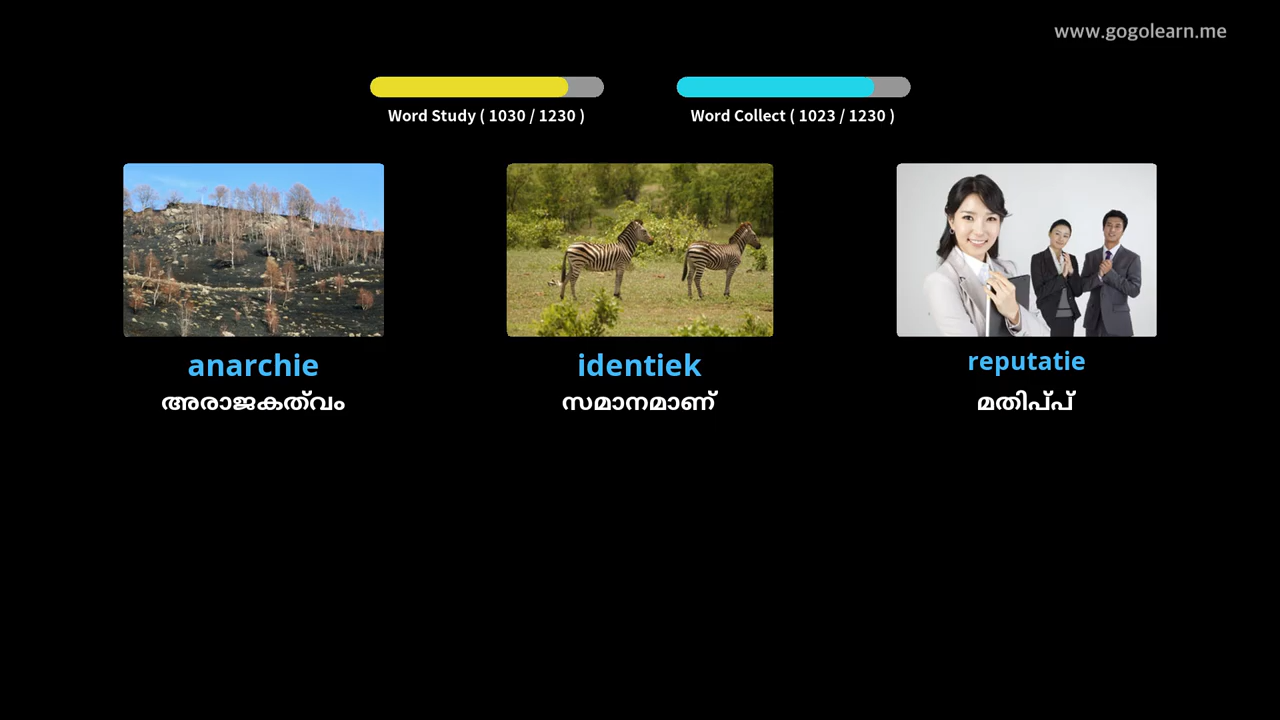 www.gogolearn.me
Word Study ( 1030 / 1230 )
Word Collect ( 1023 / 1230 )
anarchie
identiek
reputatie
അരാജകത്വം
സമാനമാണ്
മതിപ്പ്